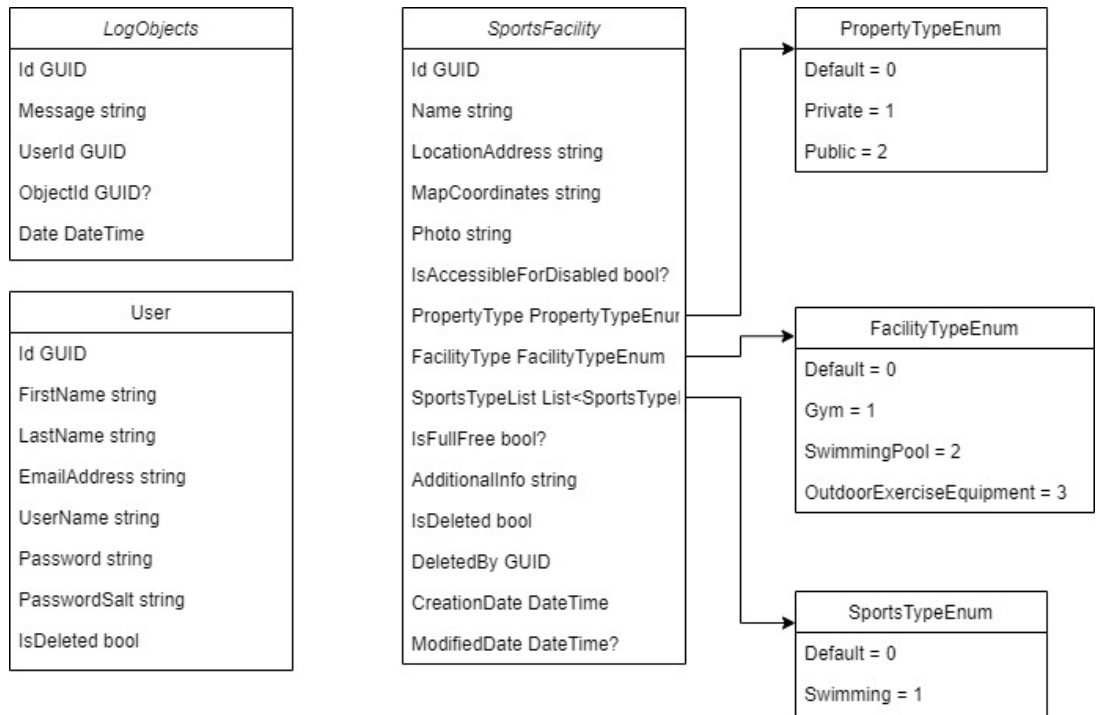 LogObjects
Id GUID
Message string
UserId GUID
ObjectId GUID?
Date DateTime
User
Id GUID
FirstName string
LastName string
EmailAddress string
UserName string
Password string
PasswordSalt string
IsDeleted bool
SportsFacility
Id GUID
Name string
LocationAddress string
MapCoordinates string
Photo string
IsAccessibleForDisabled bool?
PropertyType PropertyTypeEnur
FacilityType FacilityTypeEnum
SportsTypeList List<SportsTypel
IsFullFree bool?
AdditionalInfo string
IsDeleted bool
DeletedBy GUID
CreationDate DateTime
ModifiedDate DateTime?
PropertyTypeEnum
Default = 0
Private = 1
Public = 2
FacilityTypeEnum
Default = 0
Gym = 1
SwimmingPool = 2
OutdoorExerciseEquipment = 3
SportsTypeEnum
Default = 0
Swimming = 1